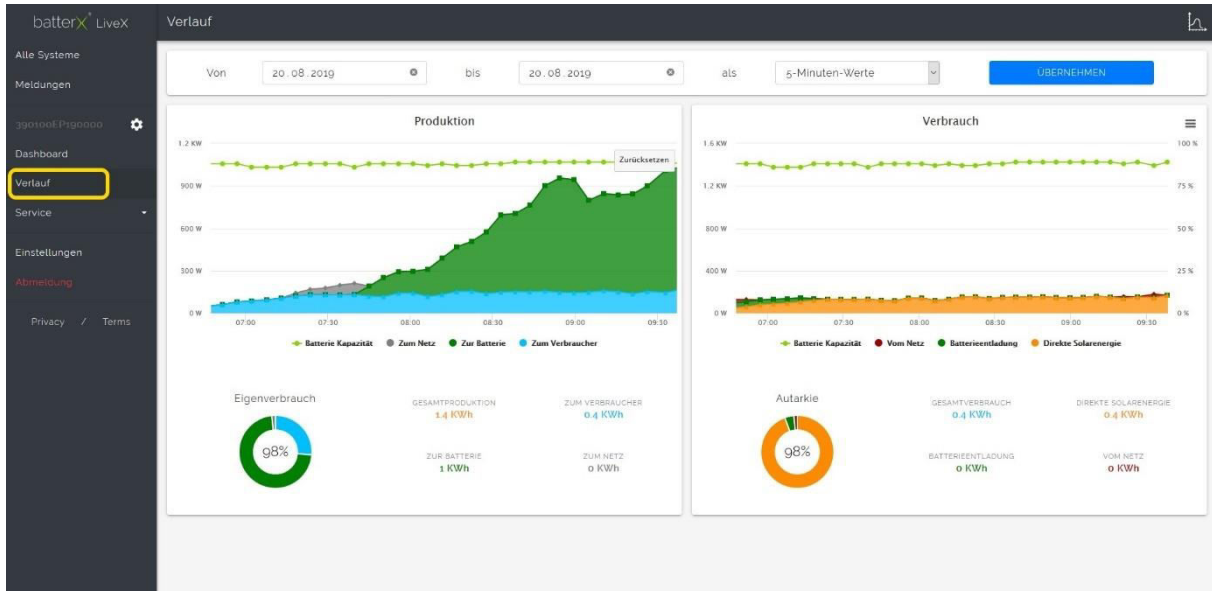 batterX LiveX
Verlauf
Alle Systeme
Meldungen
390100EP190000
Dashboard
Verlauf
Service
Einstellungen
Abmeldung
Privacy / Terms
Von 20.08.2019 bis 20.08.2019 als 5-Minuten-Werte ÜBERNEHMEN
Produktion
Zurücksetzen
1.2 KW
900 W
600 W
300 W
0 W
07:00 07:30 08:00 08:30 09:00 09:30
Batterie Kapazität Zum Netz Zur Batterie Zum Verbraucher
Eigenverbrauch
98%
GESAMTPRODUKTION ZUM VERBRAUCHER
1.4 KWh 0.4 KWh
ZUR BATTERIE ZUM NETZ
1 KWh 0 KWh
Verbrauch
1.6 KW 100 %
1.2 KW 75 %
800 W 50 %
400 W 25 %
0 W 0 %
07:00 07:30 08:00 08:30 09:00 09:30
Batterie Kapazität Vom Netz Batterieentladung Direkte Solarenergie
Autarkie
98%
GESAMTVERBRAUCH DIREKTE SOLARENERGIE
0.4 KWh 0.4 KWh
BATTERIEENTLADUNG VOM NETZ
0 KWh 0 KWh